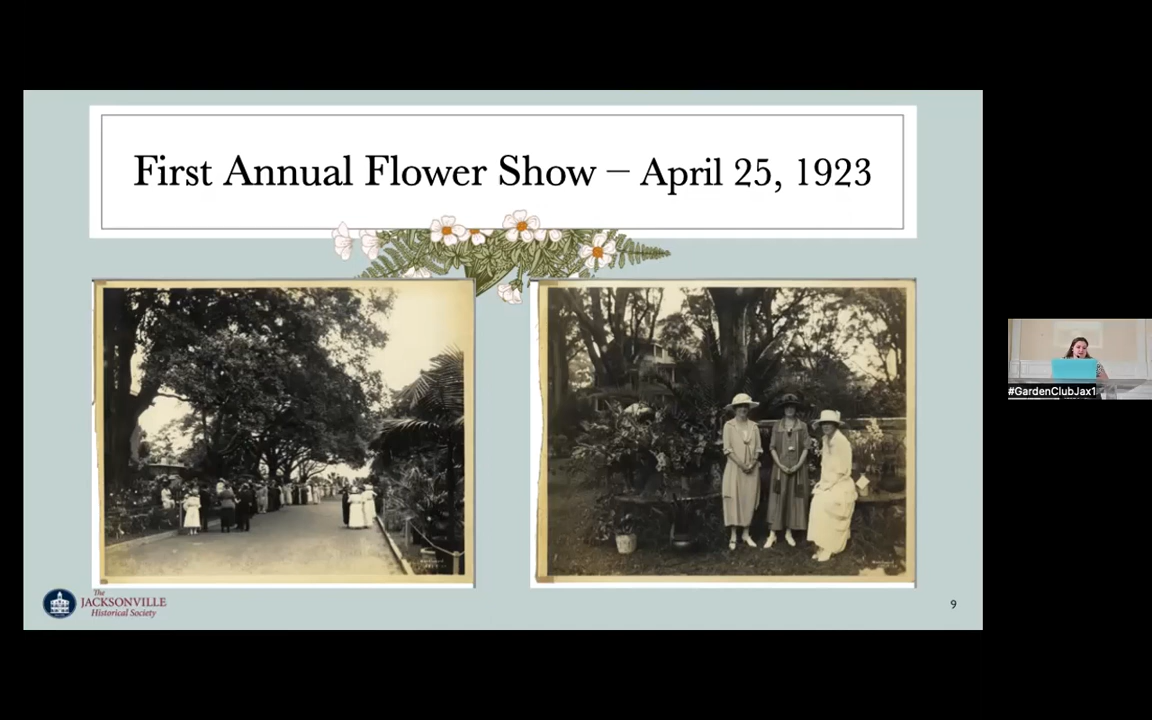 First Annual Flower Show – April 25, 1923
The
JACKSONVILLE
Historical Society
9
#GardenClubJax1